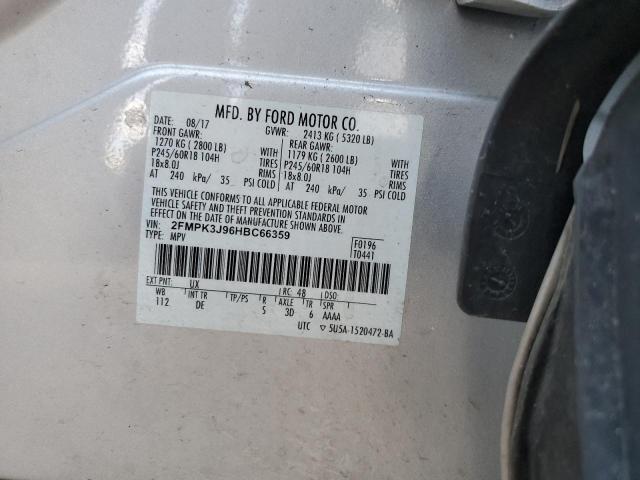 MFD. BY FORD MOTOR CO.
DATE: 08/17 GVWR: 2413 KG ( 5320 LB)
FRONT GAWR: REAR GAWR:
1270 KG ( 2800 LB) WITH 1179 KG ( 2600 LB) WITH
P245/60R18 104H TIRES P245/60R18 104H TIRES
18x8.0J RIMS 18x8.0J RIMS
AT 240 kPa/ 35 PSI COLD AT 240 kPa/ 35 PSI COLD
THIS VEHICLE CONFORMS TO ALL APPLICABLE FEDERAL MOTOR
VEHICLE SAFETY AND THEFT PREVENTION STANDARDS IN
EFFECT ON THE DATE OF MANUFACTURE SHOWN ABOVE.
VIN: 2FMPK3J96HBC66359 F0196
TYPE: MPV T0441
EXT PNT: UX RC: 48 DSO:
WB INT TR TP/PS R AXLE TR SPR
112 DE 5 3D 6 AAAA
UTC ▽ 5U5A-1520472-BA